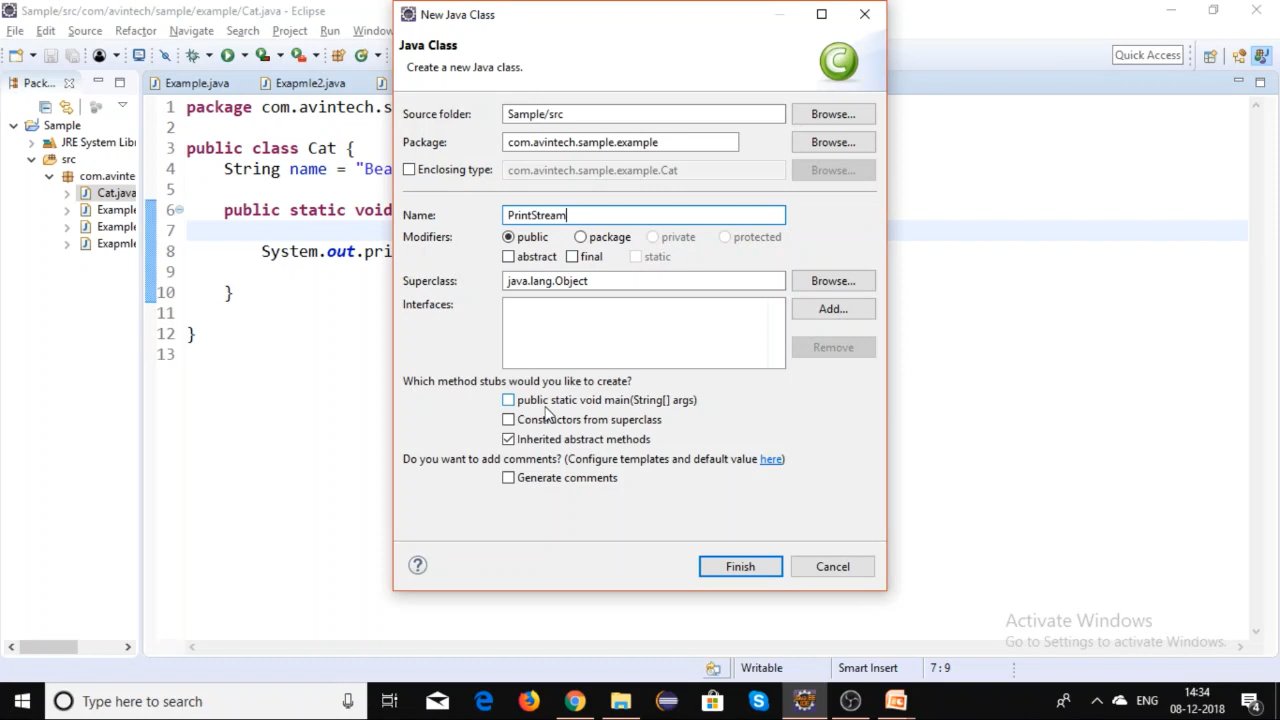 Sample/src/com/avintech/sample/example/Cat.java - Eclipse
File Edit Source Refactor Navigate Search Project Run Window
Quick Access
Pack...
Sample
JRE System Lib
src
com.avinte
Cat.java
Example
Example
Exapmle
Example.java Exapmle2.java
1 package com.avintech.s
2
3 public class Cat {
4 String name = "Bea
5
6 public static void
7
8 System.out.pri
9
10 }
11
12 }
13
New Java Class
Java Class
Create a new Java class.
Source folder: Sample/src Browse...
Package: com.avintech.sample.example Browse...
Enclosing type: com.avintech.sample.example.Cat Browse...
Name: PrintStream
Modifiers: public package private protected
abstract final static
Superclass: java.lang.Object Browse...
Interfaces: Add...
Remove
Which method stubs would you like to create?
public static void main(String[] args)
Constructors from superclass
Inherited abstract methods
Do you want to add comments? (Configure templates and default value here)
Generate comments
Finish Cancel
Activate Windows
Go to Settings to activate Windows.
Writable Smart Insert 7 : 9
Type here to search
ENG
14:34
08-12-2018
4